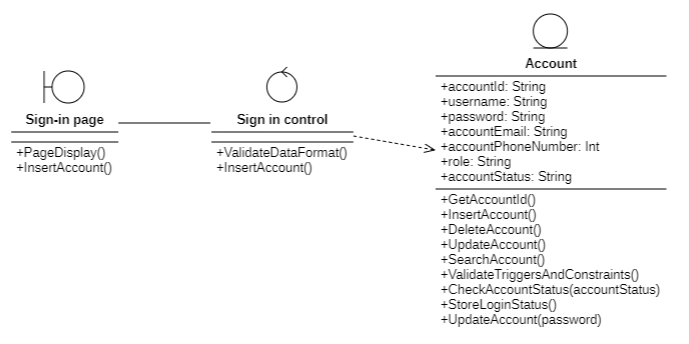 Sign-in page
+PageDisplay()
+InsertAccount()
Sign in control
+ValidateDataFormat()
+InsertAccount()
Account
+accountId: String
+username: String
+password: String
+accountEmail: String
+accountPhoneNumber: Int
+role: String
+accountStatus: String
+GetAccountId()
+InsertAccount()
+DeleteAccount()
+UpdateAccount()
+SearchAccount()
+ValidateTriggersAndConstraints()
+CheckAccountStatus(accountStatus)
+StoreLoginStatus()
+UpdateAccount(password)